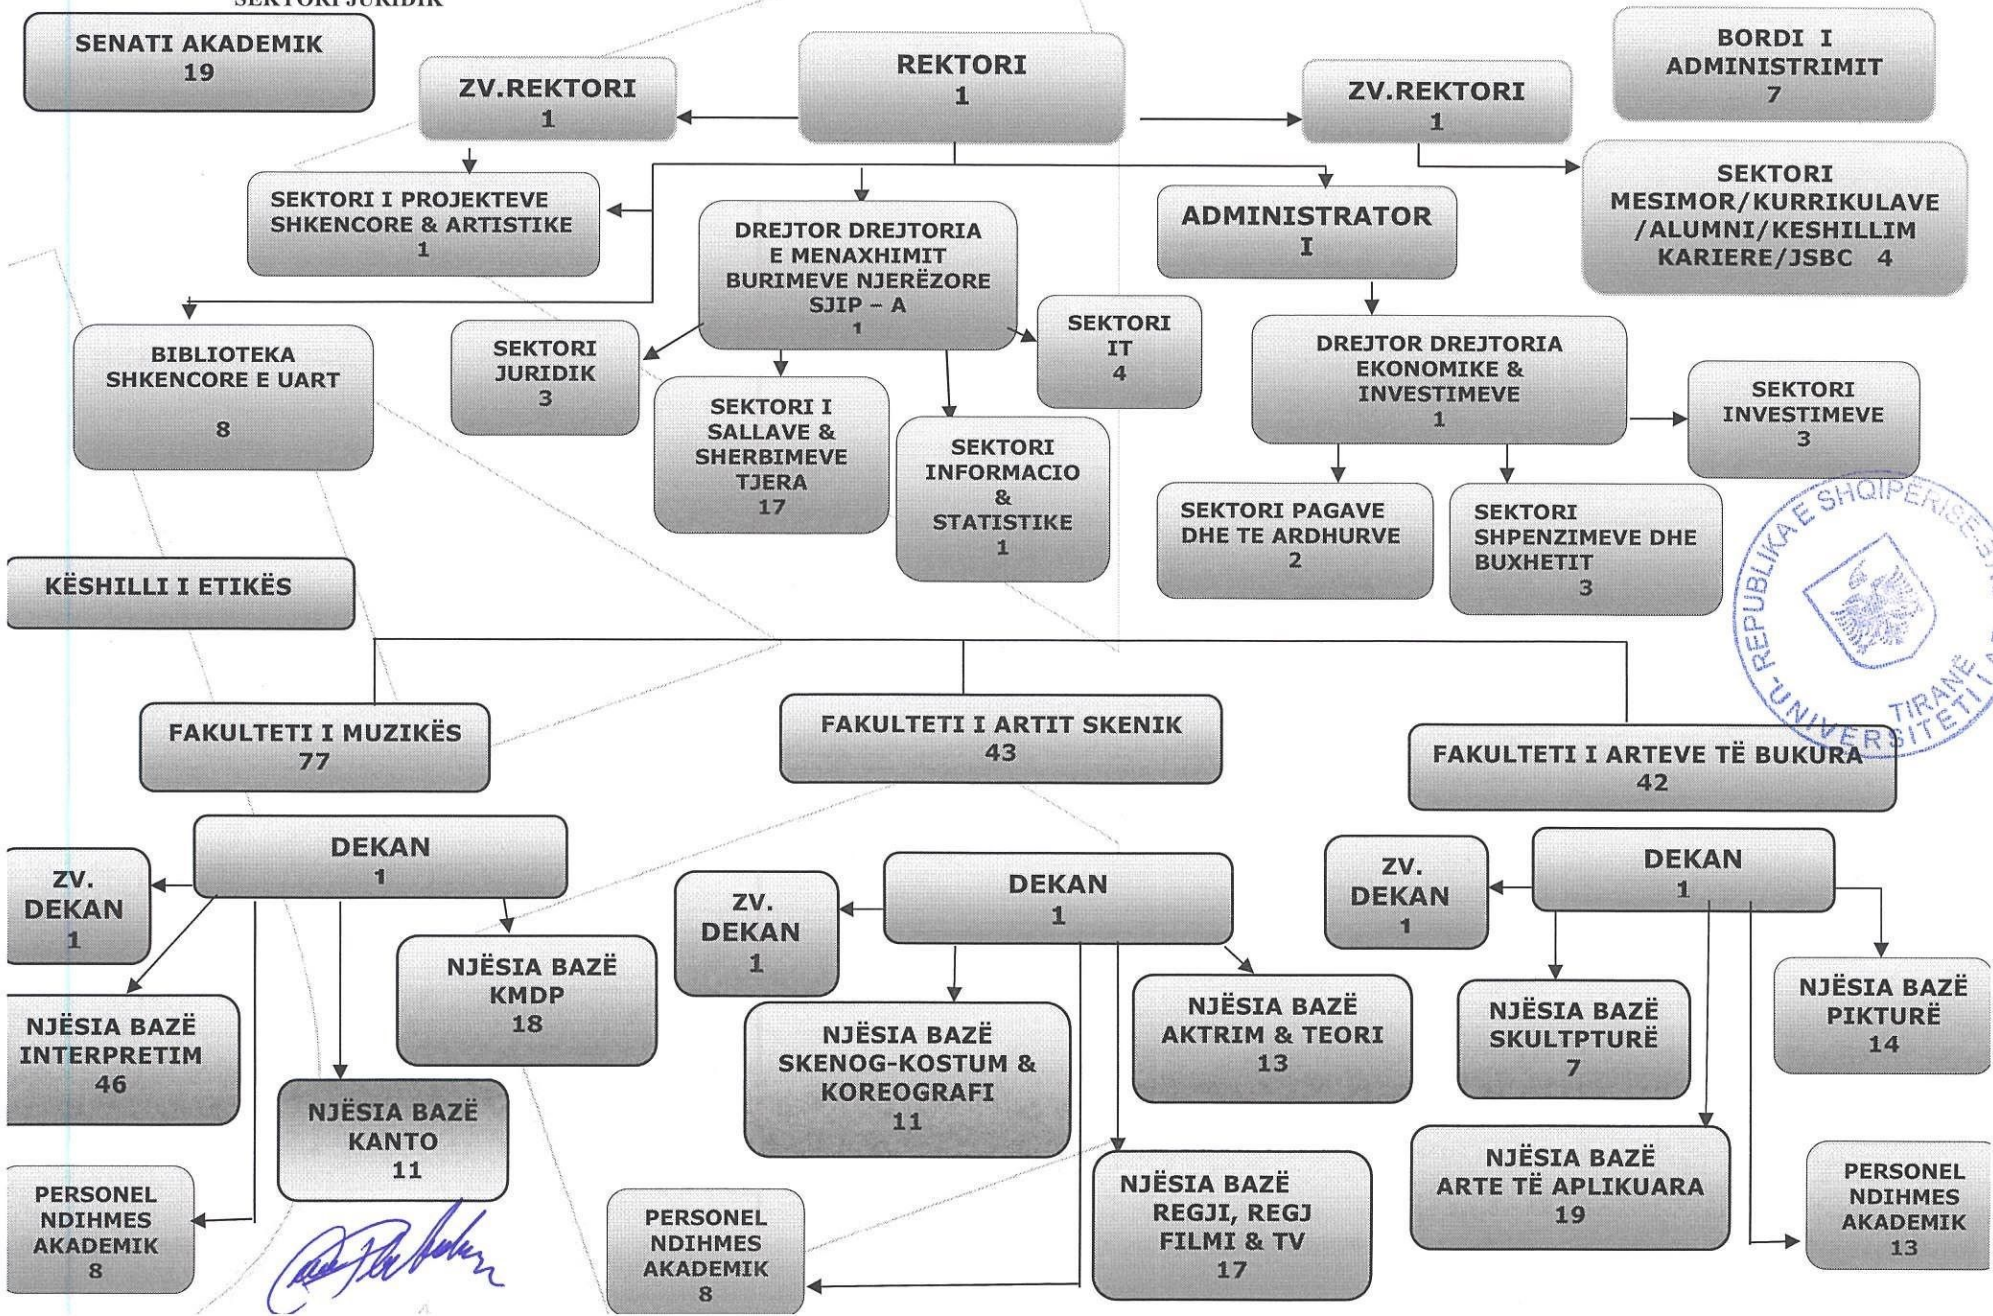 SEKTORI JURIDIK
SENATI AKADEMIK
19
ZV.REKTORI
1
REKTORI
1
ZV.REKTORI
1
BORDI I
ADMINISTRIMIT
7
SEKTORI I PROJEKTEVE
SHKENCORE & ARTISTIKE
1
DREJTOR DREJTORIA
E MENAXHIMIT
BURIMEVE NJERËZORE
SJIP – A
1
ADMINISTRATOR
I
SEKTORI
MESIMOR/KURRIKULAVE
/ALUMNI/KESHILLIM
KARIERE/JSBC 4
BIBLIOTEKA
SHKENCORE E UART
8
SEKTORI
JURIDIK
3
SEKTORI I
SALLAVE &
SHERBIMEVE
TJERA
17
SEKTORI
INFORMACIO
&
STATISTIKE
1
SEKTORI
IT
4
DREJTOR DREJTORIA
EKONOMIKE &
INVESTIMEVE
1
SEKTORI
INVESTIMEVE
3
SEKTORI PAGAVE
DHE TE ARDHURVE
2
SEKTORI
SHPENZIMEVE DHE
BUXHETIT
3
REPUBLIKA E SHQIPERISE
UNIVERSITETI I
TIRANË
KËSHILLI I ETIKËS
FAKULTETI I MUZIKËS
77
FAKULTETI I ARTIT SKENIK
43
FAKULTETI I ARTEVE TË BUKURA
42
DEKAN
1
ZV.
DEKAN
1
NJËSIA BAZË
INTERPRETIM
46
NJËSIA BAZË
KMDP
18
NJËSIA BAZË
KANTO
11
PERSONEL
NDIHMES
AKADEMIK
8
DEKAN
1
ZV.
DEKAN
1
NJËSIA BAZË
SKENOG-KOSTUM &
KOREOGRAFI
11
NJËSIA BAZË
AKTRIM & TEORI
13
NJËSIA BAZË
REGJI, REGJ
FILMI & TV
17
PERSONEL
NDIHMES
AKADEMIK
8
DEKAN
1
ZV.
DEKAN
1
NJËSIA BAZË
SKULTPTURË
7
NJËSIA BAZË
PIKTURË
14
NJËSIA BAZË
ARTE TË APLIKUARA
19
PERSONEL
NDIHMES
AKADEMIK
13